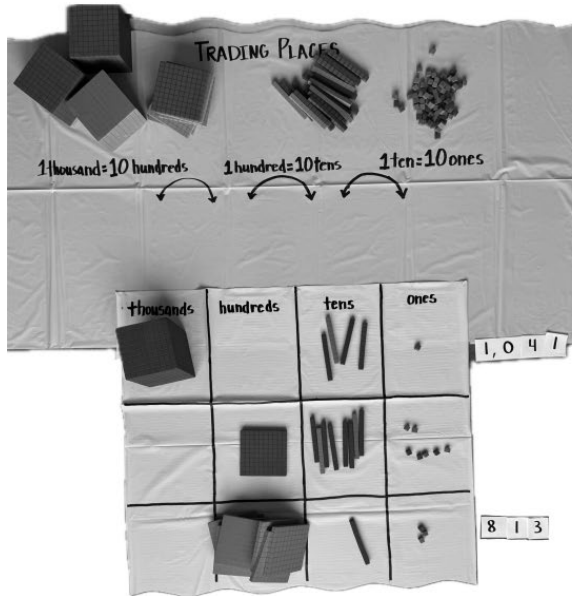 TRADING PLACES
1 thousand = 10 hundreds
1 hundred = 10 tens
1 ten = 10 ones
thousands hundreds tens ones
1,041
813